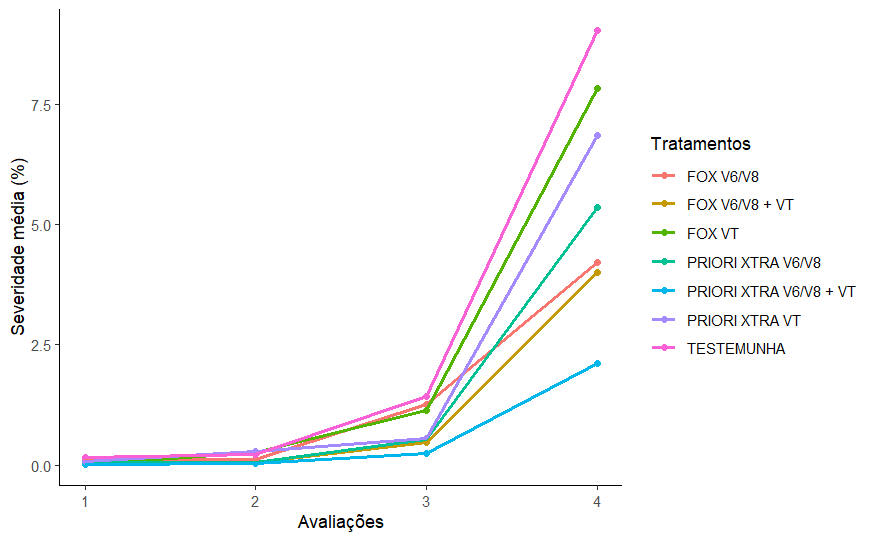 Severidade média (%)
7.5
5.0
2.5
0.0
1 2 3 4
Avaliações
Tratamentos
FOX V6/V8
FOX V6/V8 + VT
FOX VT
PRIORI XTRA V6/V8
PRIORI XTRA V6/V8 + VT
PRIORI XTRA VT
TESTEMUNHA